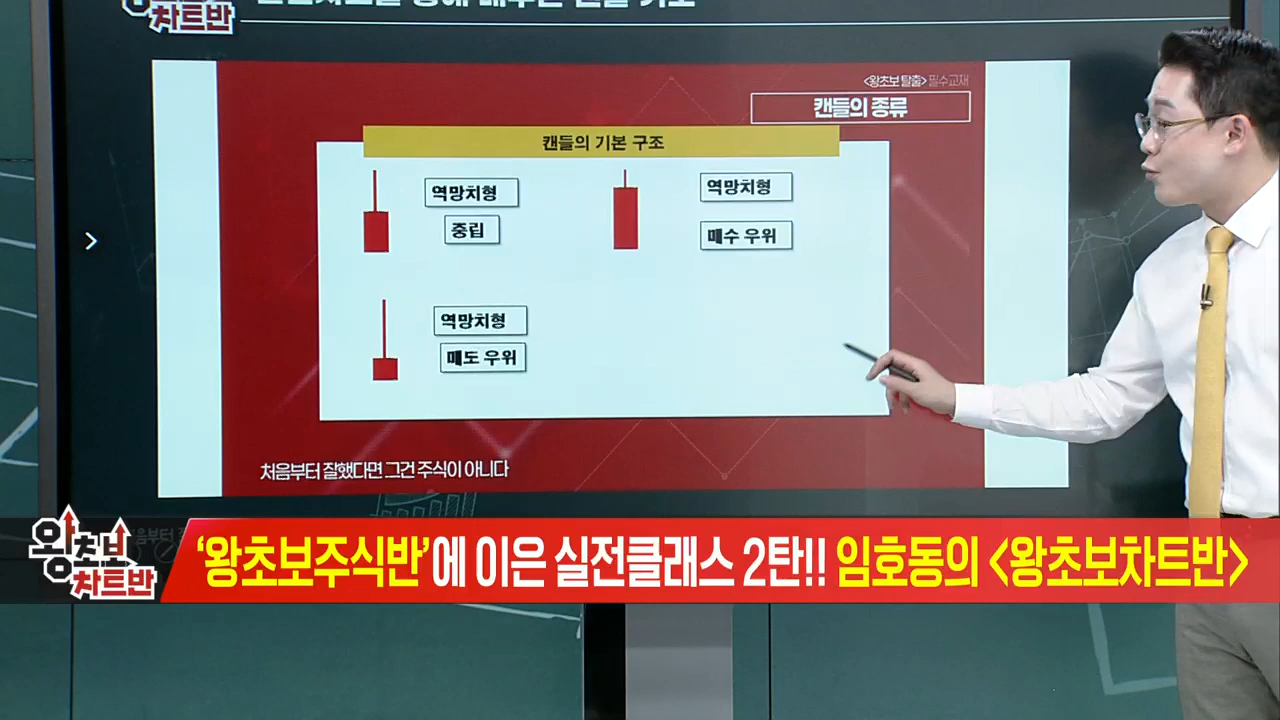 차트반
<왕초보 탈출> 필수교재
캔들의 종류
캔들의 기본 구조
역망치형
중립
역망치형
매수 우위
역망치형
매도 우위
처음부터 잘했다면 그건 주식이 아니다
왕초보
차트반
‘왕초보주식반’에 이은 실전클래스 2탄!! 임호동의 <왕초보차트반>